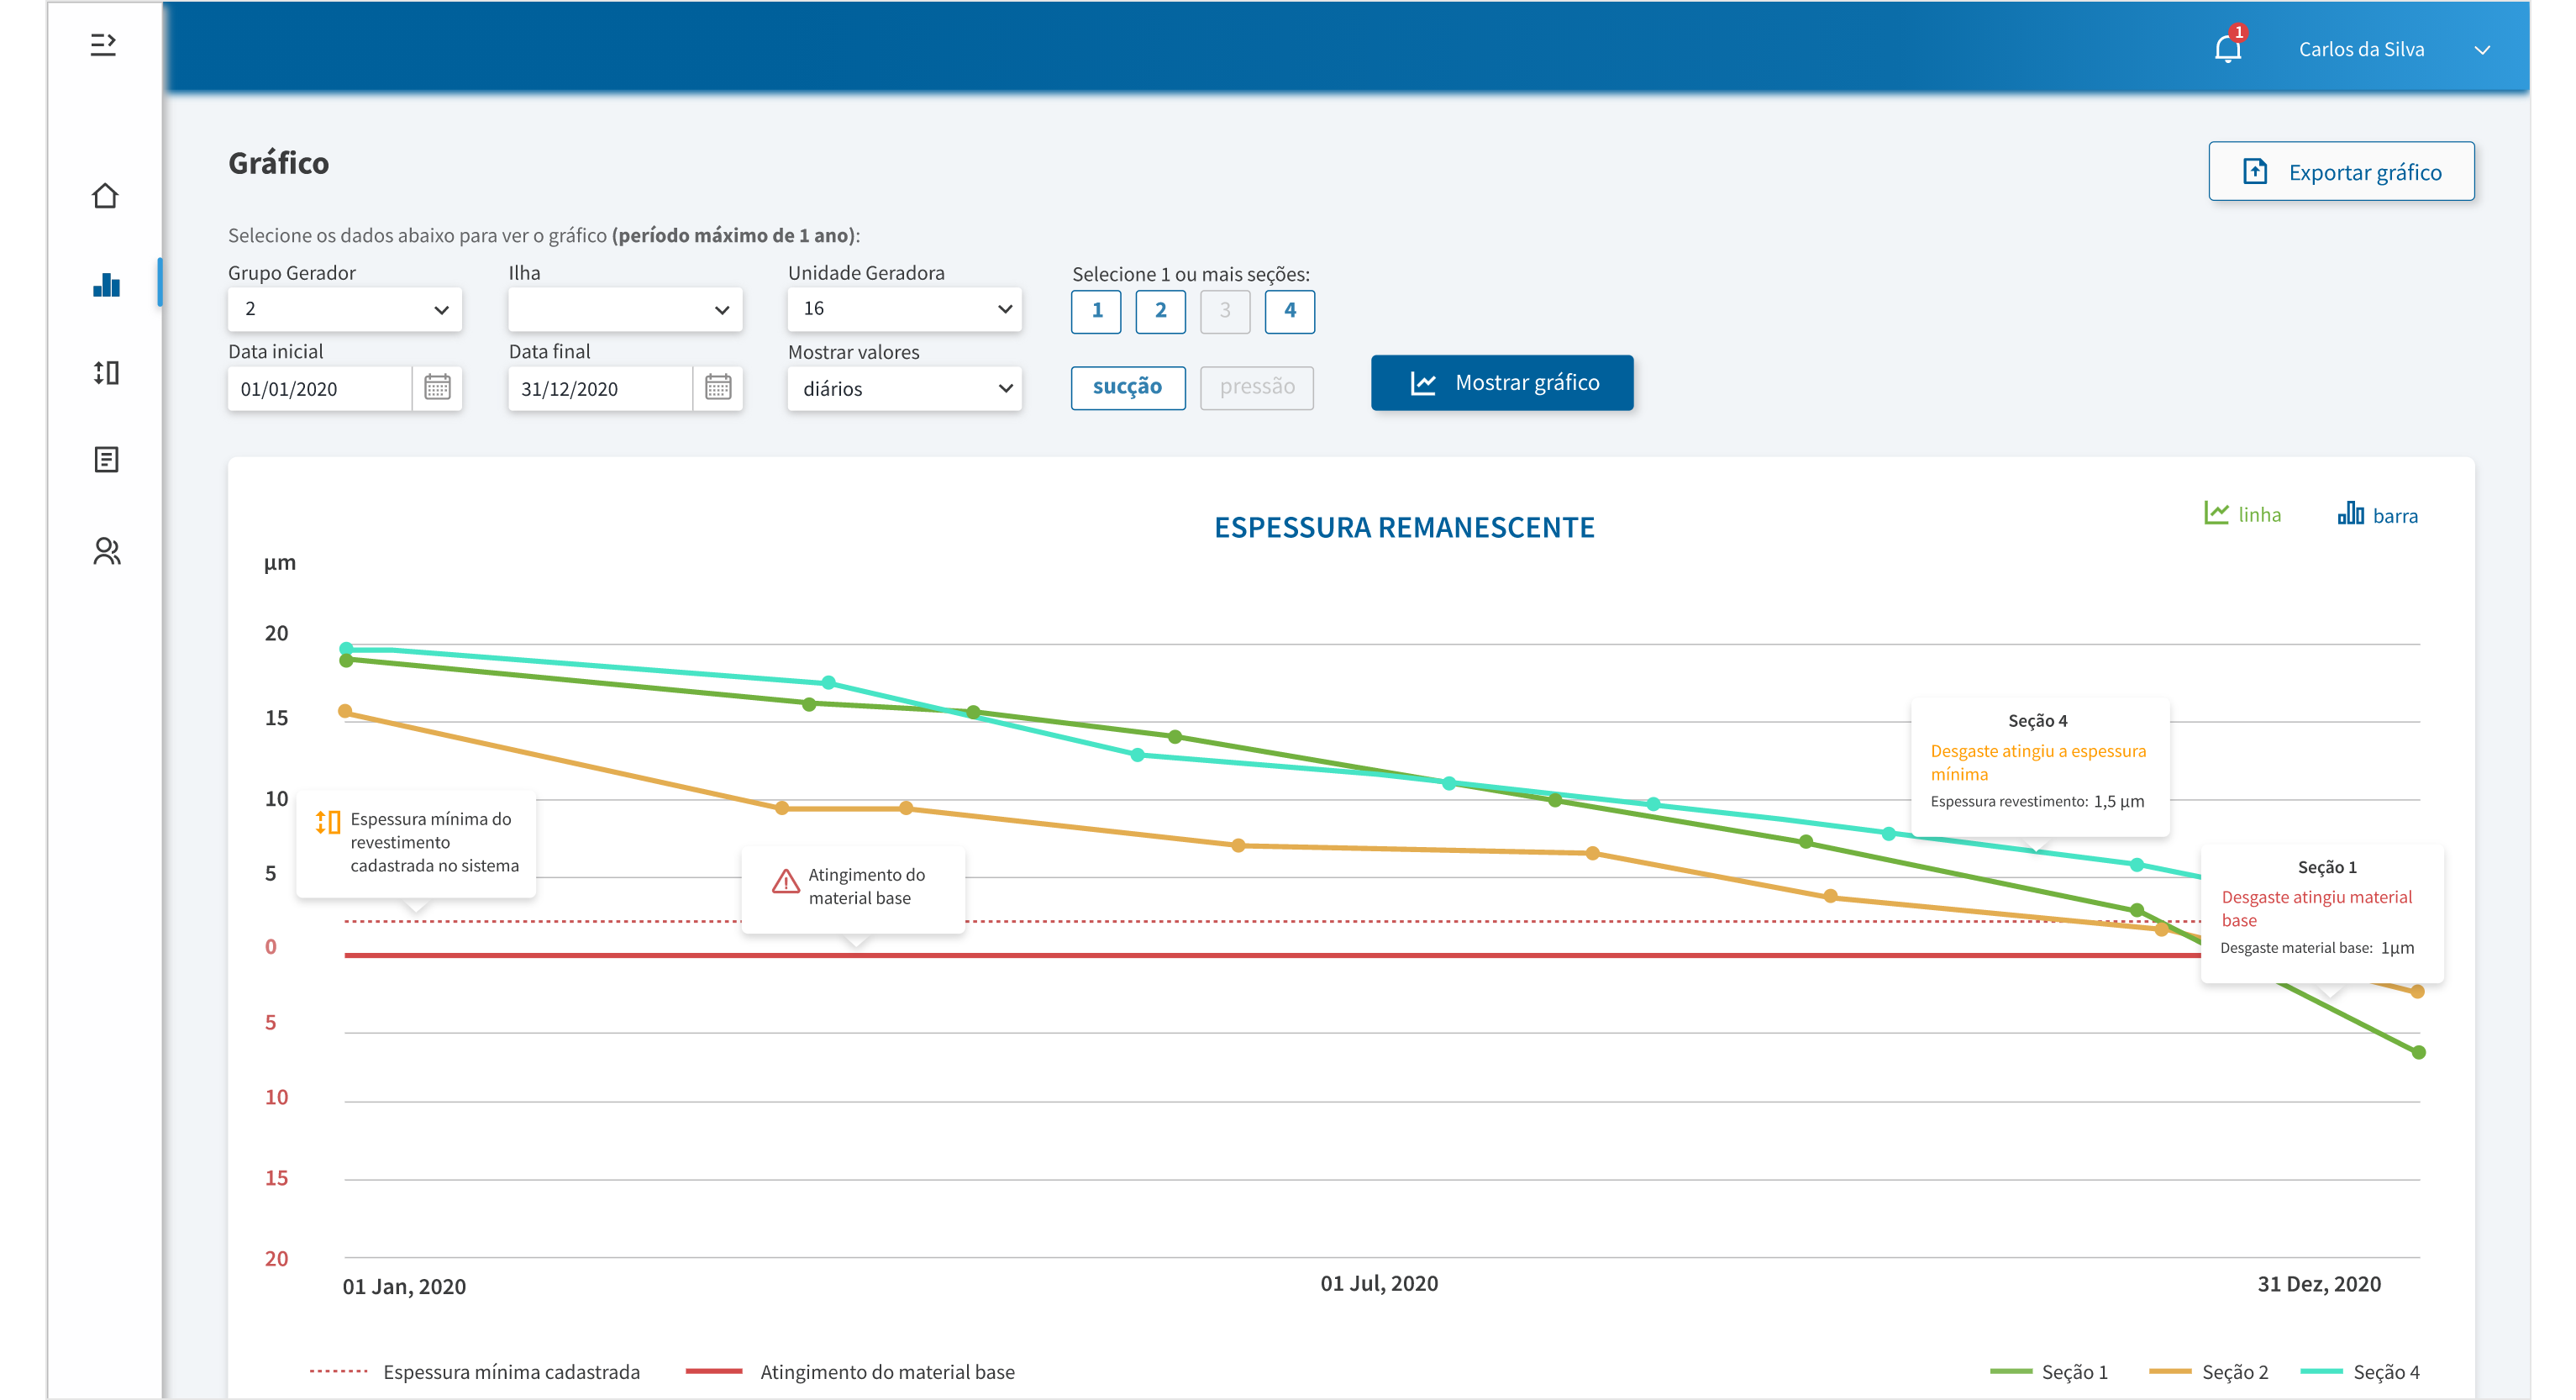 1
Carlos da Silva
Gráfico
Exportar gráfico
Selecione os dados abaixo para ver o gráfico (período máximo de 1 ano):
Grupo Gerador
Ilha
Unidade Geradora
Selecione 1 ou mais seções:
2
16
1
2
3
4
Data inicial
Data final
Mostrar valores
01/01/2020
31/12/2020
diários
sucção
pressão
Mostrar gráfico
ESPESSURA REMANESCENTE
linha
barra
µm
20
15
10
5
0
5
10
15
20
Espessura mínima do
revestimento
cadastrada no sistema
Atingimento do
material base
Seção 4
Desgaste atingiu a espessura
mínima
Espessura revestimento: 1,5 µm
Seção 1
Desgaste atingiu material
base
Desgaste material base: 1µm
01 Jan, 2020
01 Jul, 2020
31 Dez, 2020
Espessura mínima cadastrada
Atingimento do material base
Seção 1
Seção 2
Seção 4